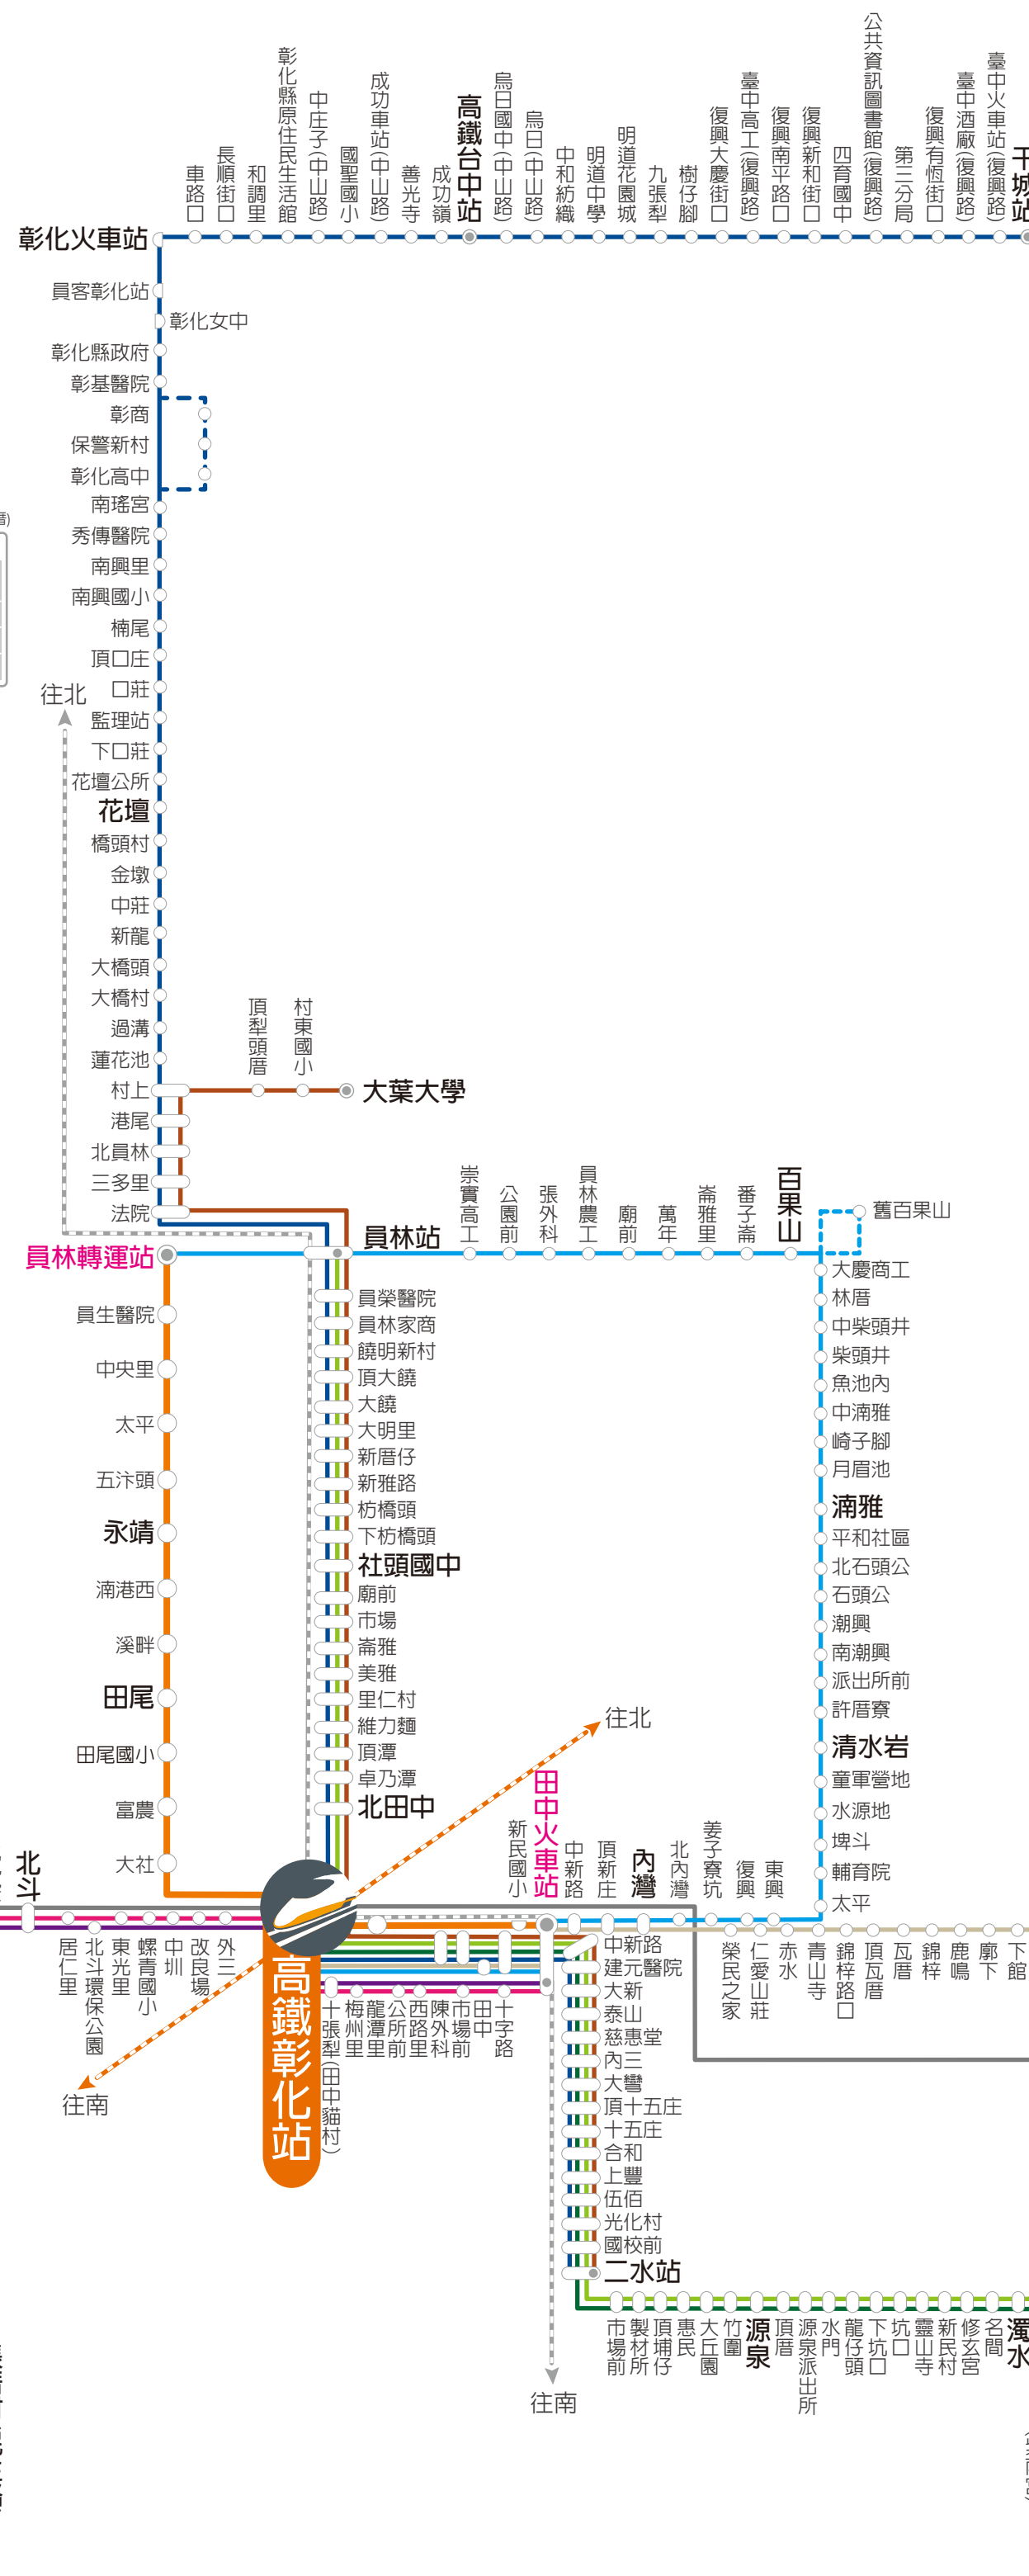 車路口
長順街口
和調里
彰化縣原住民生活館
中庄子(中山路)
國聖國小
成功車站(中山路)
善光寺
成功嶺
高鐵台中站
烏日國中(中山路)
烏日(中山路)
中和紡織
明道中學
明道花園城
九張犁
樹仔腳
復興大慶街口
臺中高工(復興路)
復興南平路口
復興新和街口
四育國中
公共資訊圖書館(復興路)
第三分局
復興有恆街口
臺中酒廠(復興路)
臺中火車站(復興路)
干城站
彰化火車站
員客彰化站
彰化女中
彰化縣政府
彰基醫院
彰商
保警新村
彰化高中
南瑤宮
秀傳醫院
南興里
南興國小
楠尾
頂口庄
口莊
往北
監理站
下口莊
花壇公所
花壇
橋頭村
金墩
中莊
新龍
大橋頭
大橋村
過溝
蓮花池
村上
港尾
北員林
三多里
法院
頂犁頭厝
村東國小
大葉大學
員林轉運站
員林站
崇實高工
公園前
張外科
員林農工
廟前
萬年
崙雅里
番子崙
百果山
舊百果山
員生醫院
中央里
太平
五汴頭
永靖
湳港西
溪畔
田尾
田尾國小
富農
大社
員榮醫院
員林家商
饒明新村
頂大饒
大饒
大明里
新厝仔
新雅路
枋橋頭
下枋橋頭
社頭國中
廟前
市場
崙雅
美雅
里仁村
維力麵
頂潭
卓乃潭
北田中
大慶商工
林厝
中柴頭井
柴頭井
魚池內
中湳雅
崎子腳
月眉池
湳雅
平和社區
北石頭公
石頭公
潮興
南潮興
派出所前
許厝寮
清水岩
童軍營地
水源地
埤斗
輔育院
太平
往北
北斗
居仁里
北斗環保公園
東光里
螺青國小
中圳
改良場
外三
往南
高鐵彰化站
十張犁(田中貓村)
梅州里
龍潭里
公所前
西路里
陳外科
市場前
田中
十字路
新民國小
田中火車站
中新路
頂新庄
內灣
北內灣
姜子寮坑
復興
東興
榮民之家
仁愛山莊
赤水
青山寺
錦梓路口
頂瓦厝
瓦厝
錦梓
鹿鳴
廓下
下館
中新路
建元醫院
大新
泰山
慈惠堂
內三
大彎
頂十五庄
十五庄
合和
上豐
伍佰
光化村
國校前
二水站
往南
市場前
製材所
頂埔仔
惠民
大丘園
竹圍
源泉
頂厝
源泉派出所
水門
龍仔頭
下坑口
坑口
靈山寺
新民村
修玄宮
名間
濁水